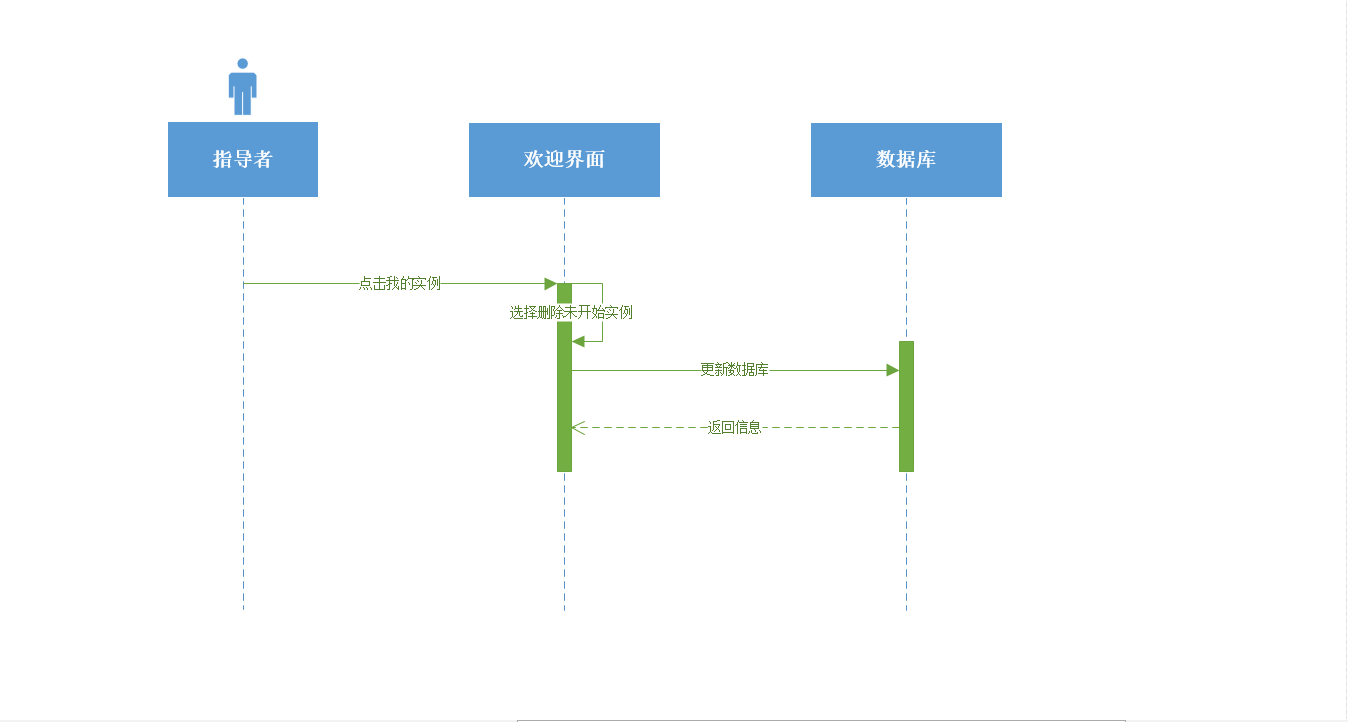 指导者
欢迎界面
数据库
点击我的实例
选择删除未开始实例
更新数据库
返回信息